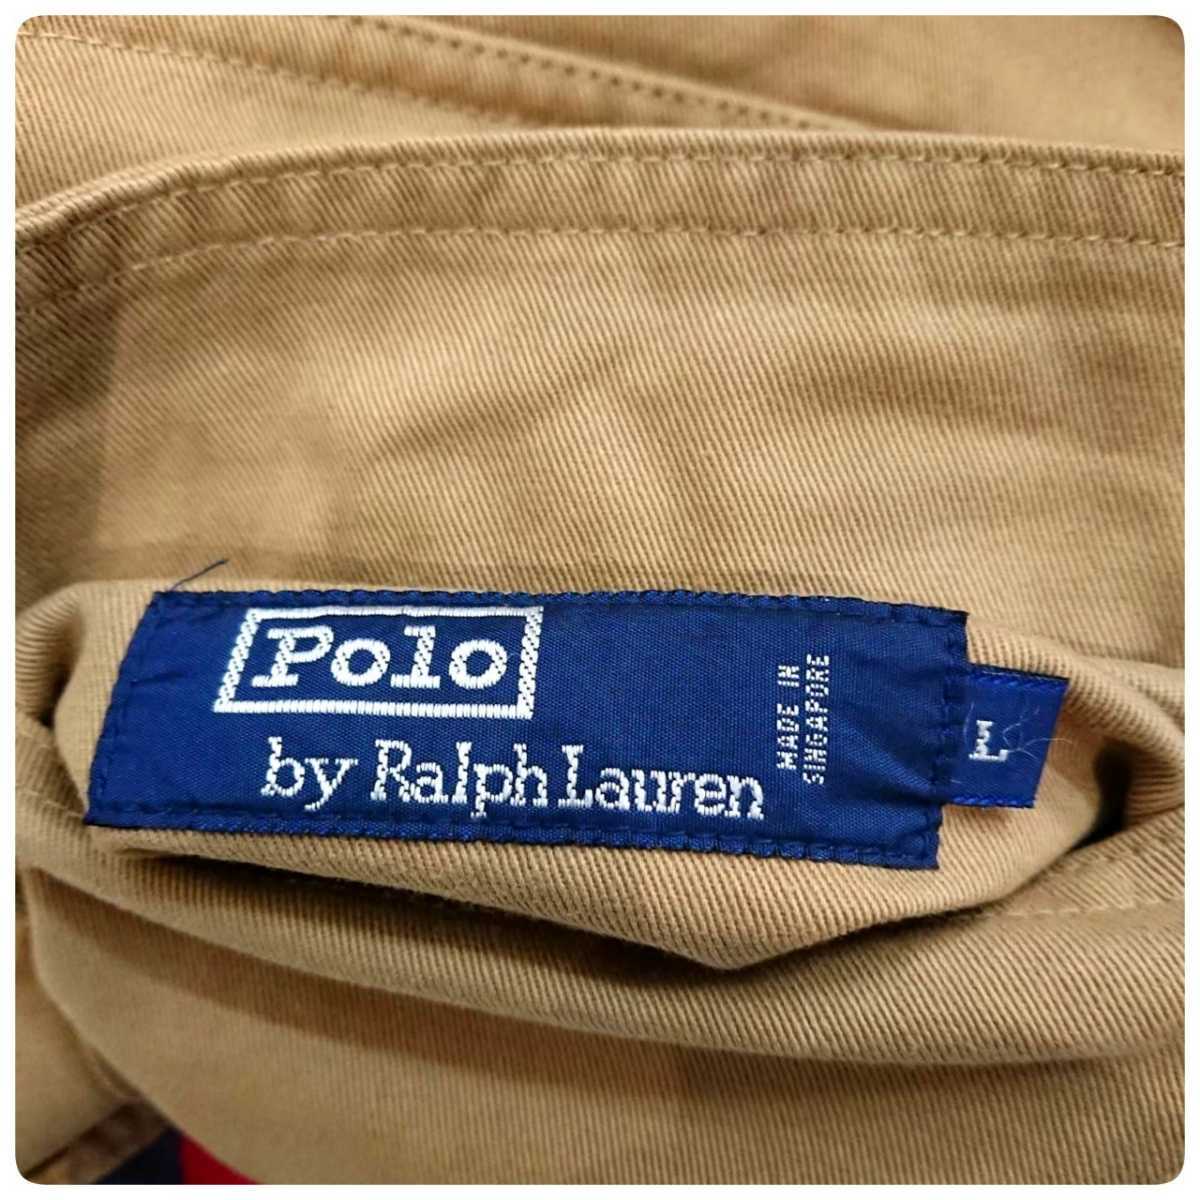 Polo
by Ralph Lauren
MADE IN
SINGAPORE
L